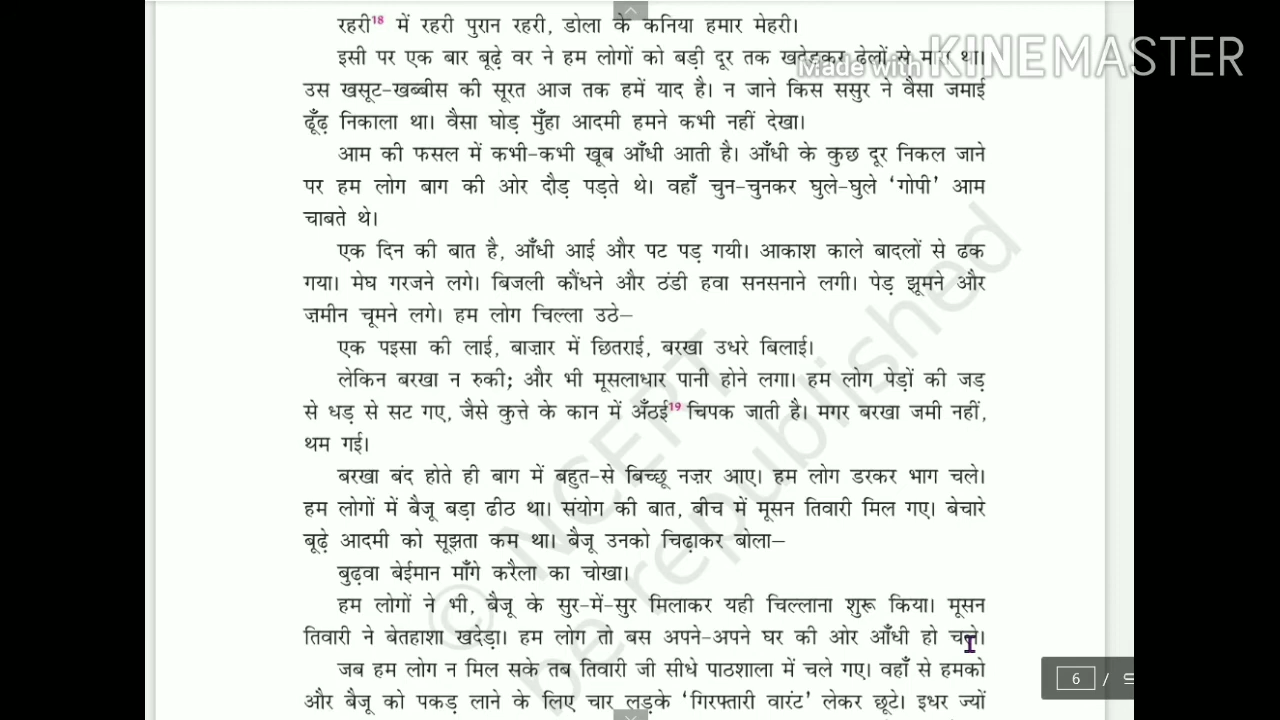 रहरी18 में रहरी पुरान रहरी, डोला के कनिया हमार मेहरी।
इसी पर एक बार बूढ़े वर ने हम लोगों को बड़ी दूर तक खदेड़कर ढेलों से मारा था।
Made with KINEMASTER
उस खसूट-खब्बीस की सूरत आज तक हमें याद है। न जाने किस ससुर ने वैसा जमाई
ढूँढ़ निकाला था। वैसा घोड़ मुँहा आदमी हमने कभी नहीं देखा।
आम की फसल में कभी-कभी खूब आँधी आती है। आँधी के कुछ दूर निकल जाने
पर हम लोग बाग की ओर दौड़ पड़ते थे। वहाँ चुन-चुनकर घुले-घुले ‘गोपी’ आम
चाबते थे।
एक दिन की बात है, आँधी आई और पट पड़ गयी। आकाश काले बादलों से ढक
गया। मेघ गरजने लगे। बिजली कौंधने और ठंडी हवा सनसनाने लगी। पेड़ झूमने और
ज़मीन चूमने लगे। हम लोग चिल्ला उठे–
एक पइसा की लाई, बाज़ार में छितराई, बरखा उधरे बिलाई।
लेकिन बरखा न रुकी; और भी मूसलाधार पानी होने लगा। हम लोग पेड़ों की जड़
से धड़ से सट गए, जैसे कुत्ते के कान में अँठई19 चिपक जाती है। मगर बरखा जमी नहीं,
थम गई।
बरखा बंद होते ही बाग में बहुत-से बिच्छू नज़र आए। हम लोग डरकर भाग चले।
हम लोगों में बैजू बड़ा ढीठ था। संयोग की बात, बीच में मूसन तिवारी मिल गए। बेचारे
बूढ़े आदमी को सूझता कम था। बैजू उनको चिढ़ाकर बोला–
बुढ़वा बेईमान माँगे करैला का चोखा।
हम लोगों ने भी, बैजू के सुर-में-सुर मिलाकर यही चिल्लाना शुरू किया। मूसन
तिवारी ने बेतहाशा खदेड़ा। हम लोग तो बस अपने-अपने घर की ओर आँधी हो चले।
जब हम लोग न मिल सके तब तिवारी जी सीधे पाठशाला में चले गए। वहाँ से हमको
और बैजू को पकड़ लाने के लिए चार लड़के ‘गिरफ्तारी वारंट’ लेकर छूटे। इधर ज्यों
6 /
© NCERT
be republished